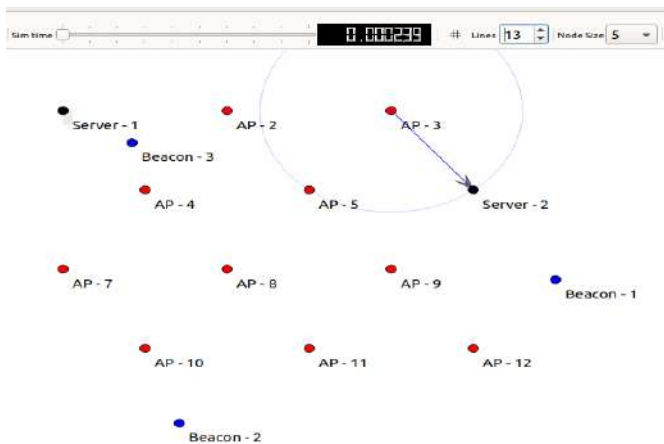 Sim time 0.000239 # Lines 13 Node Size 5
Server - 1 AP - 2 AP - 3
Beacon - 3
AP - 4 AP - 5 Server - 2
AP - 7 AP - 8 AP - 9
Beacon - 1
AP - 10 AP - 11 AP - 12
Beacon - 2